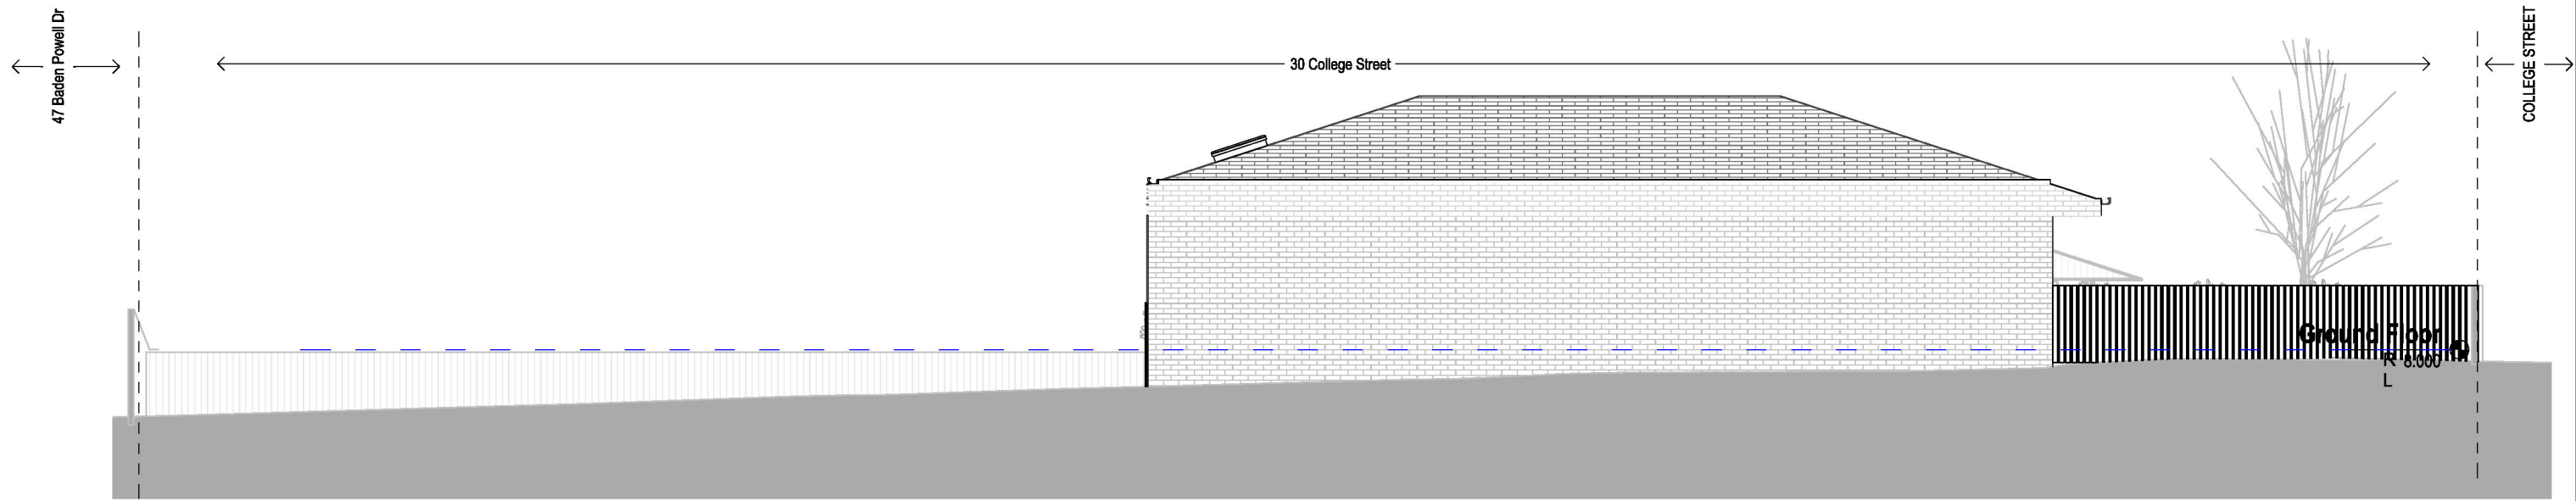 47 Baden Powell Dr
30 College Street
COLLEGE STREET
Ground Floor
R 8.000
L